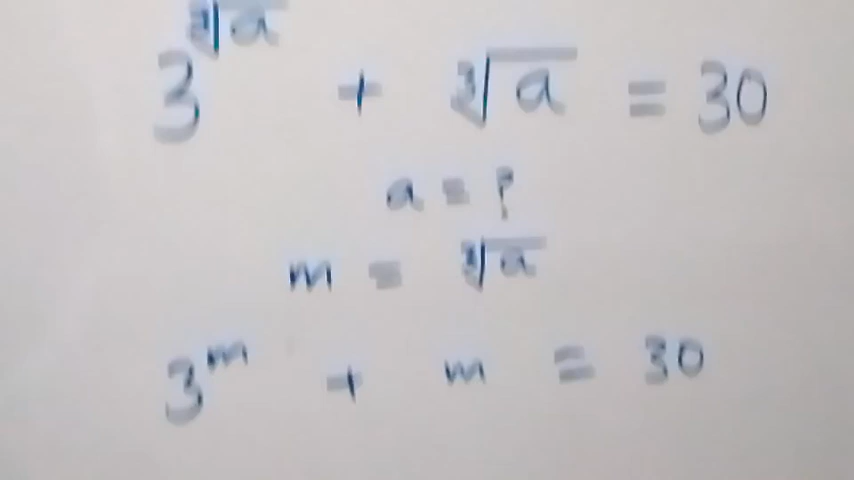 3^∛a + ∛a = 30
a = ?
m = ∛a
3^m + m = 30